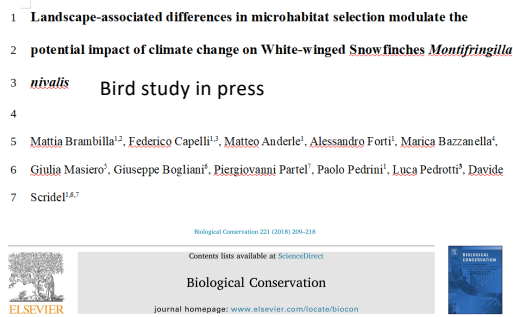 1 Landscape-associated differences in microhabitat selection modulate the
2 potential impact of climate change on White-winged Snowfinches Montifringilla
3 nivalis
Bird study in press
4
5 Mattia Brambilla1,2, Federico Capelli1,3, Matteo Anderle1, Alessandro Forti1, Marica Bazzanella4,
6 Giulia Masiero5, Giuseppe Bogliani6, Piergiovanni Partel7, Paolo Pedrini1, Luca Pedrotti3, Davide
7 Scridel1,6,7
Biological Conservation 221 (2018) 209–218
Contents lists available at ScienceDirect
Biological Conservation
journal homepage: www.elsevier.com/locate/biocon
ELSEVIER
BIOLOGICAL
CONSERVATION